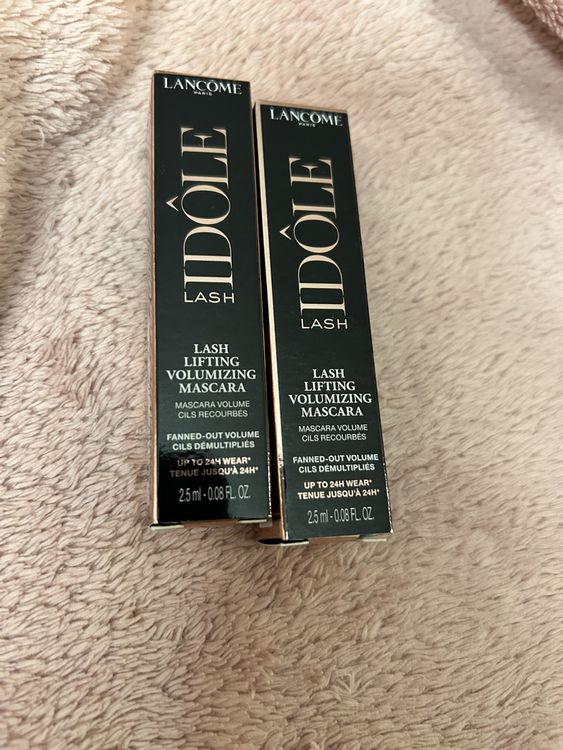 LANCÔME
PARIS
IDÔLE
LASH
LASH
LIFTING
VOLUMIZING
MASCARA
MASCARA VOLUME
CILS RECOURBÉS
FANNED-OUT VOLUME
CILS DÉMULTIPLIÉS
UP TO 24H WEAR*
TENUE JUSQU'À 24H*
2.5 ml - 0.08 FL. OZ.
LANCÔME
PARIS
IDÔLE
LASH
LASH
LIFTING
VOLUMIZING
MASCARA
MASCARA VOLUME
CILS RECOURBÉS
FANNED-OUT VOLUME
CILS DÉMULTIPLIÉS
UP TO 24H WEAR*
TENUE JUSQU'À 24H*
2.5 ml - 0.08 FL. OZ.